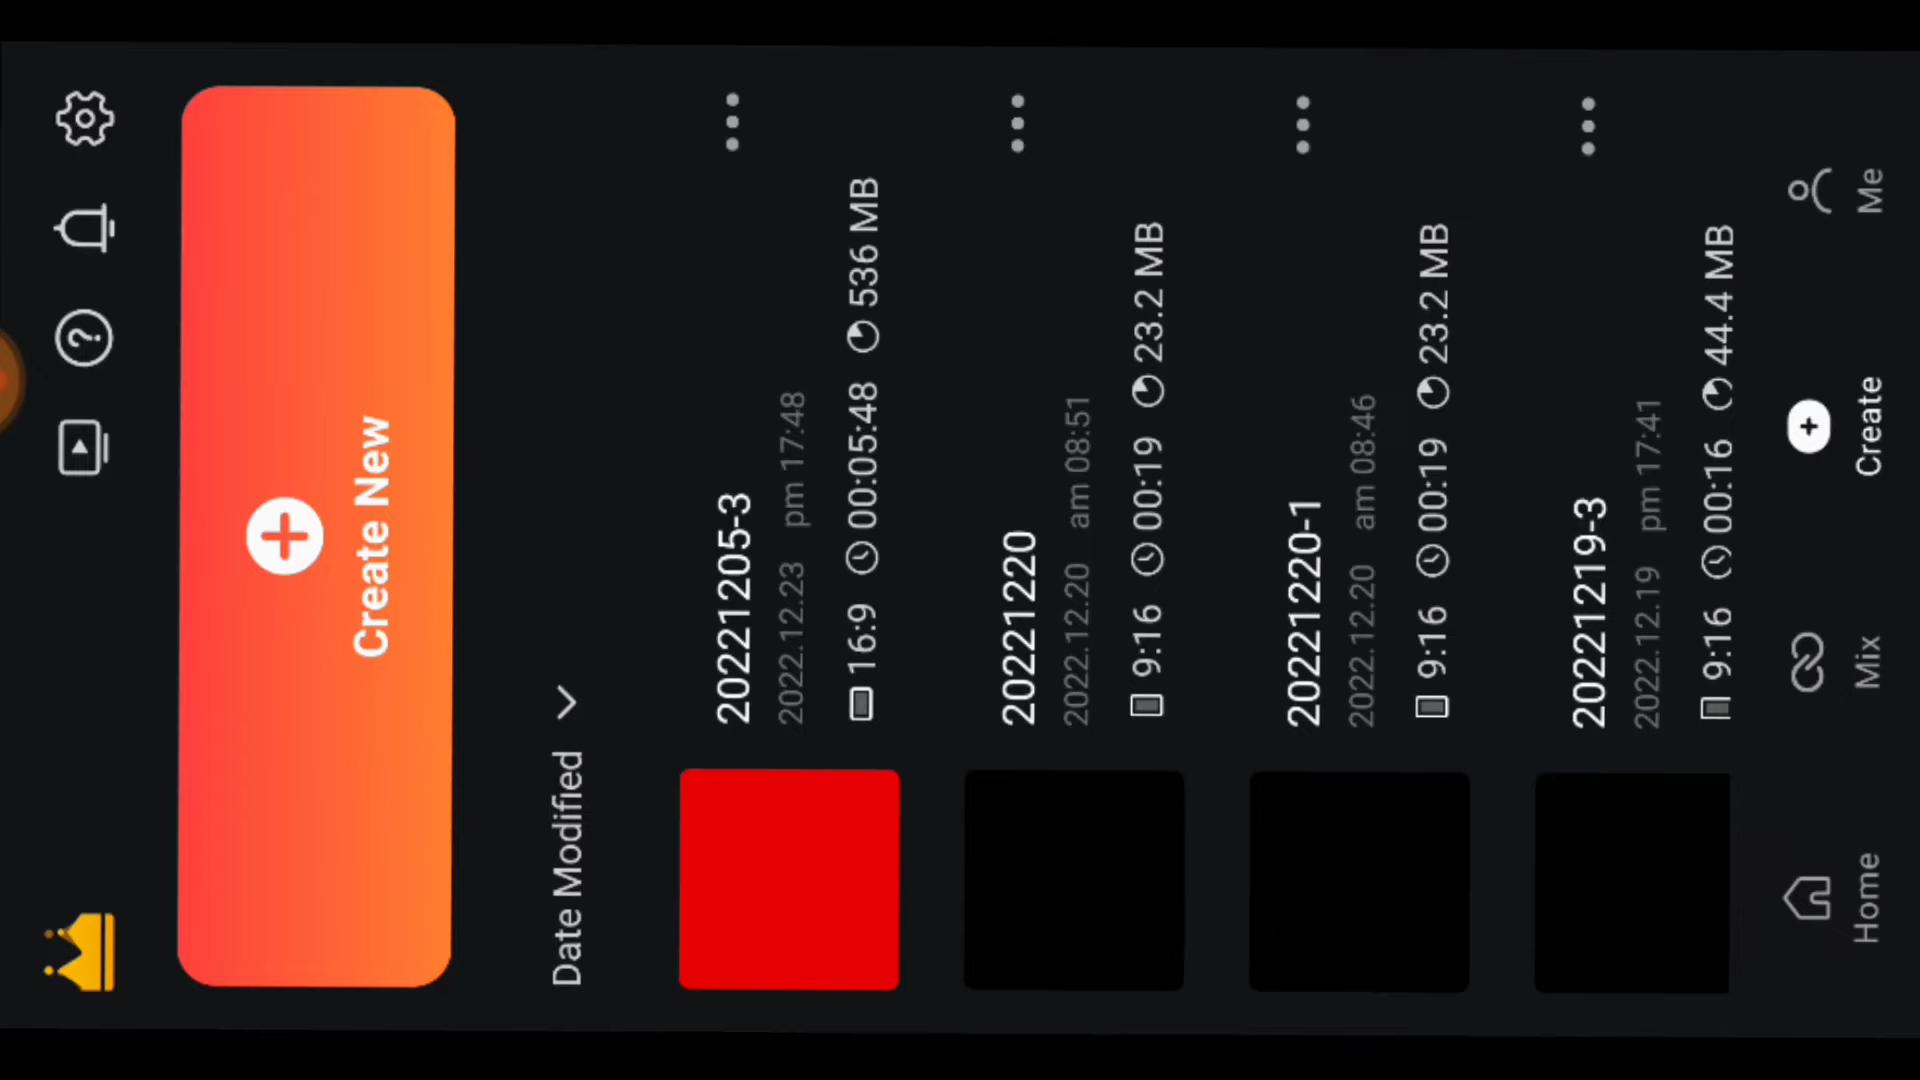 Create New
Date Modified
20221205-3
2022.12.23 pm 17:48
16:9 00:05:48 536 MB
20221220
2022.12.20 am 08:51
9:16 00:19 23.2 MB
20221220-1
2022.12.20 am 08:46
9:16 00:19 23.2 MB
20221219-3
2022.12.19 pm 17:41
9:16 00:16 44.4 MB
Home Mix Create Me